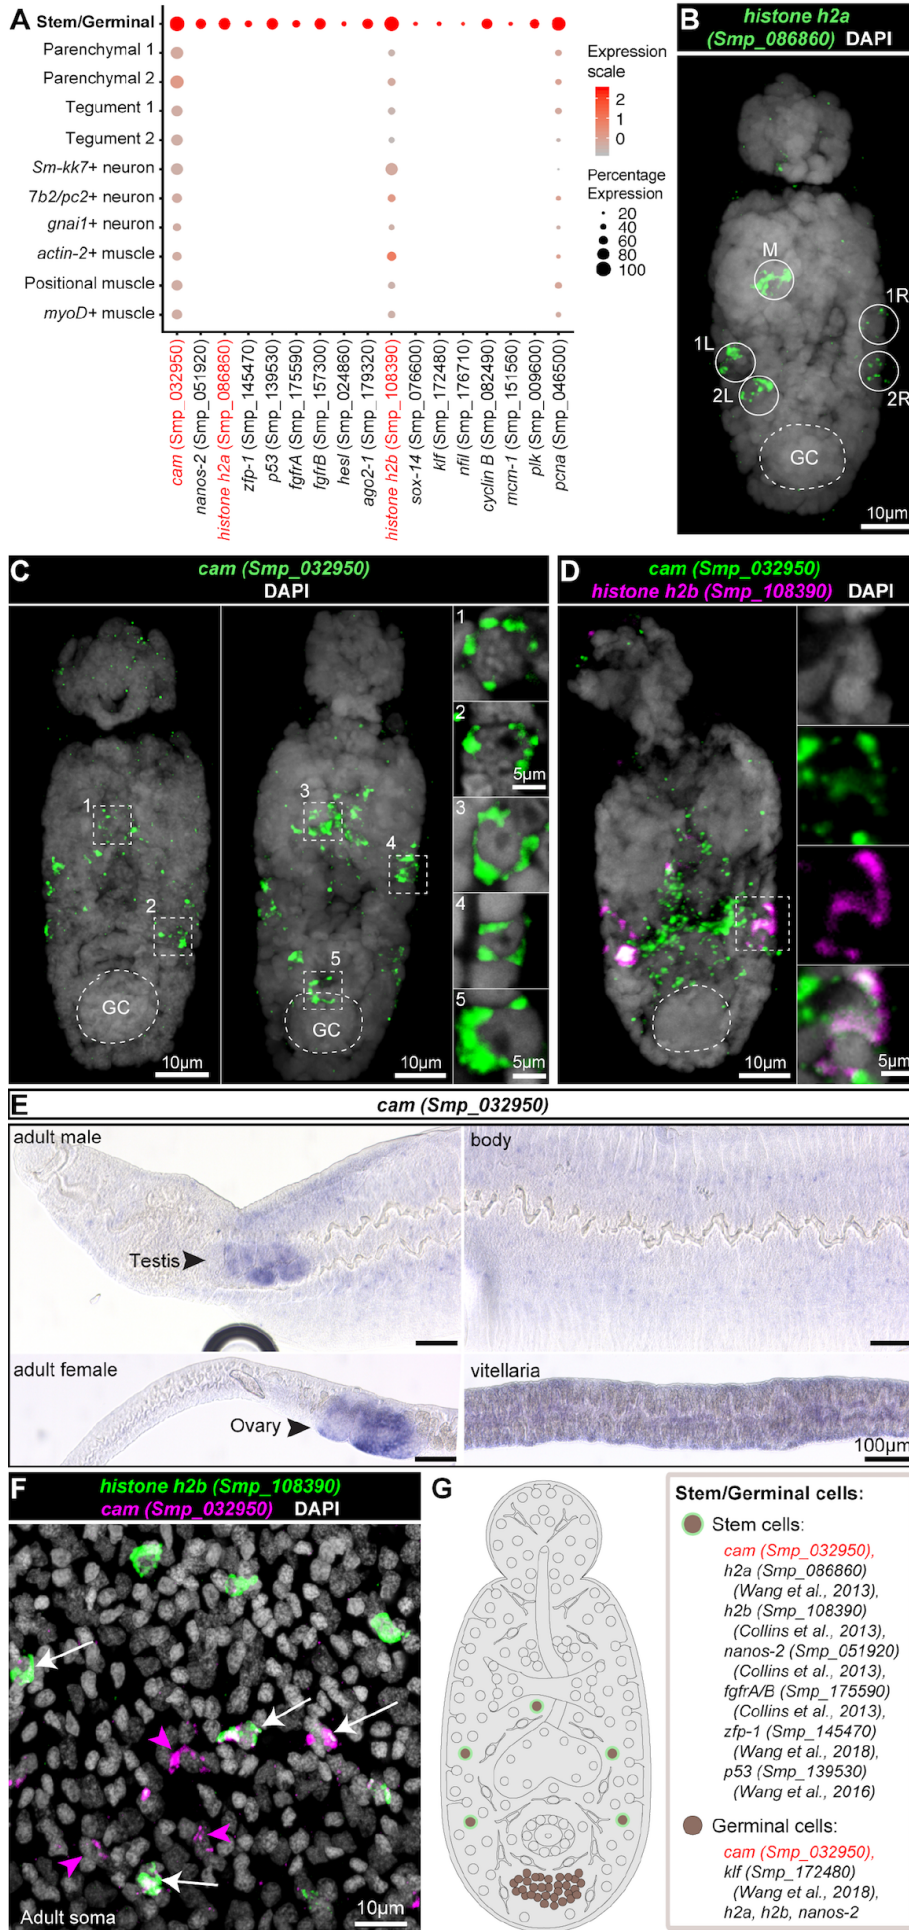 A
Stem/Germinal
Parenchymal 1
Parenchymal 2
Tegument 1
Tegument 2
Sm-kk7+ neuron
7b2/pc2+ neuron
gnai1+ neuron
actin-2+ muscle
Positional muscle
myoD+ muscle
cam (Smp_032950)
nanos-2 (Smp_051920)
histone h2a (Smp_086860)
zfp-1 (Smp_145470)
p53 (Smp_139530)
fgfrA (Smp_175590)
fgfrB (Smp_157300)
hesl (Smp_024860)
ago2-1 (Smp_179320)
histone h2b (Smp_108390)
sox-14 (Smp_076600)
klf (Smp_172480)
nfil (Smp_176710)
cyclin B (Smp_082490)
mcm-1 (Smp_151560)
plk (Smp_009600)
pcna (Smp_046500)
Expression
scale
2
1
0
Percentage
Expression
20
40
60
80
100
B
histone h2a
(Smp_086860) DAPI
M
1R
1L
2L
2R
GC
10µm
C
cam (Smp_032950)
DAPI
1
2
GC
10µm
3
4
5
GC
10µm
1
2
5µm
3
4
5
5µm
D
cam (Smp_032950)
histone h2b (Smp_108390) DAPI
10µm
5µm
E
cam (Smp_032950)
adult male
body
Testis
adult female
vitellaria
Ovary
100µm
F
histone h2b (Smp_108390)
cam (Smp_032950) DAPI
Adult soma
10µm
G
Stem/Germinal cells:
Stem cells:
cam (Smp_032950),
h2a (Smp_086860)
(Wang et al., 2013),
h2b (Smp_108390)
(Collins et al., 2013),
nanos-2 (Smp_051920)
(Collins et al., 2013),
fgfrA/B (Smp_175590)
(Collins et al., 2013),
zfp-1 (Smp_145470)
(Wang et al., 2018),
p53 (Smp_139530)
(Wang et al., 2016)
Germinal cells:
cam (Smp_032950),
klf (Smp_172480)
(Wang et al., 2018),
h2a, h2b, nanos-2